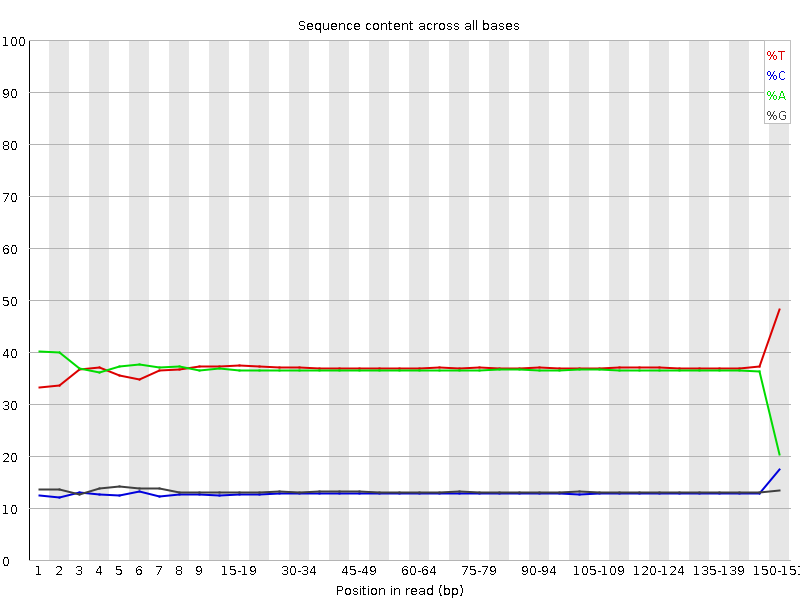 Sequence content across all bases
100
90
80
70
60
50
40
30
20
10
0
%T
%C
%A
%G
1 2 3 4 5 6 7 8 9 15-19 30-34 45-49 60-64 75-79 90-94 105-109 120-124 135-139 150-151
Position in read (bp)